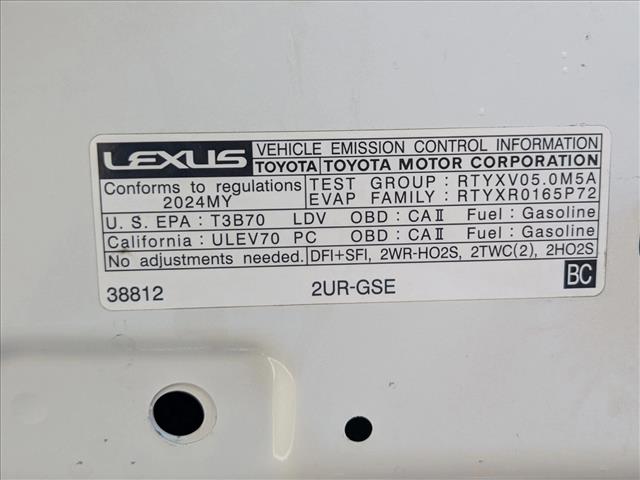 LEXUS VEHICLE EMISSION CONTROL INFORMATION
TOYOTA TOYOTA MOTOR CORPORATION
Conforms to regulations TEST GROUP : RTYXV05.0M5A
2024MY EVAP FAMILY : RTYXR0165P72
U.S. EPA : T3B70 LDV OBD : CAⅡ Fuel : Gasoline
California : ULEV70 PC OBD : CAⅡ Fuel : Gasoline
No adjustments needed. DFI+SFI, 2WR-HO2S, 2TWC(2), 2HO2S
38812 2UR-GSE BC